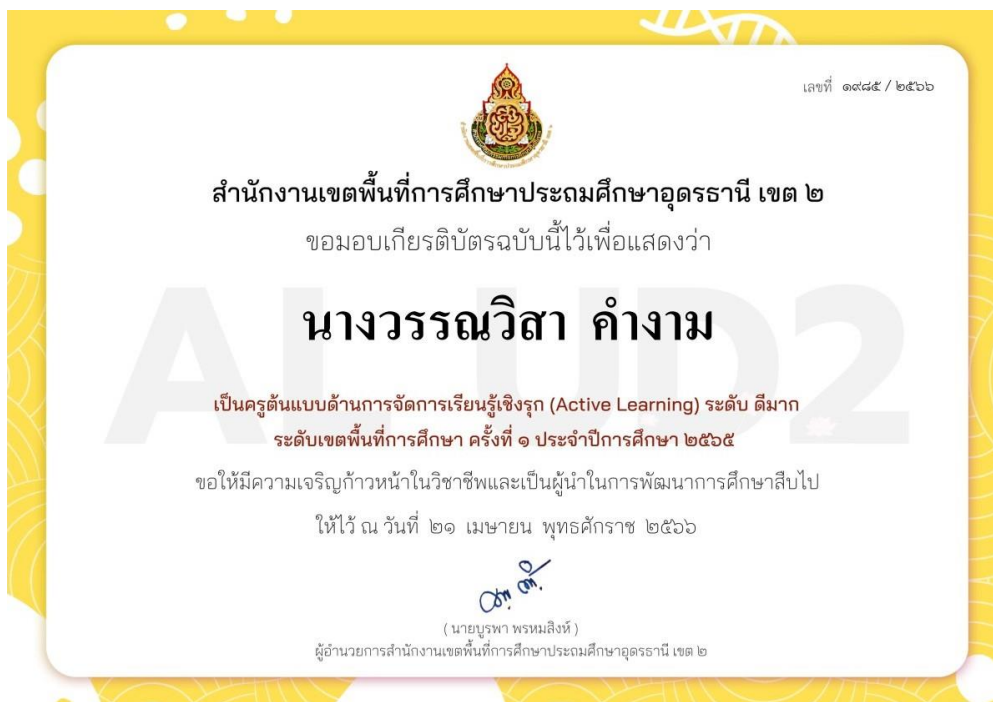 เลขที่ ๑๙๘๕ / ๒๕๖๖
สำนักงานเขตพื้นที่การศึกษาประถมศึกษาอุดรธานี เขต ๒
ขอมอบเกียรติบัตรฉบับนี้ไว้เพื่อแสดงว่า
AL UD2
นางวรรณวิสา คำงาม
เป็นครูต้นแบบด้านการจัดการเรียนรู้เชิงรุก (Active Learning) ระดับ ดีมาก
ระดับเขตพื้นที่การศึกษา ครั้งที่ ๑ ประจำปีการศึกษา ๒๕๖๕
ขอให้มีความเจริญก้าวหน้าในวิชาชีพและเป็นผู้นำในการพัฒนาการศึกษาสืบไป
ให้ไว้ ณ วันที่ ๒๑ เมษายน พุทธศักราช ๒๕๖๖
( นายบูรพา พรหมสิงห์ )
ผู้อำนวยการสำนักงานเขตพื้นที่การศึกษาประถมศึกษาอุดรธานี เขต ๒